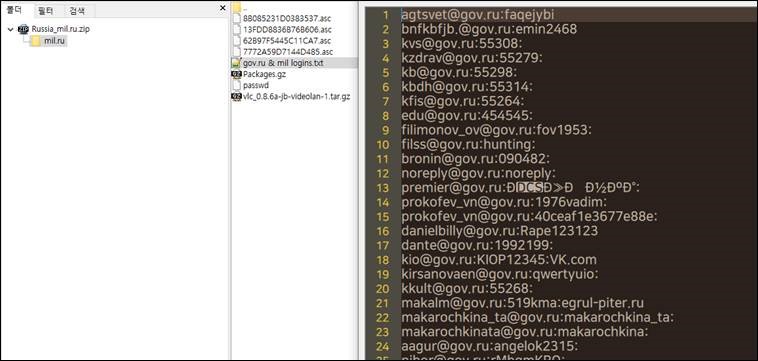 폴더
필터
검색
Russia_mil.ru.zip
mil.ru
..
8B085231D0383537.asc
13FDD8836876B606.asc
62B97F5445C11CA7.asc
7772A59D7144D485.asc
gov.ru & mil logins.txt
Packages.gz
passwd
vlc_0.8.6a-jb-videolan-1.tar.gz
1 agtsvet@gov.ru:faqejybi
2 bnfkbfjb.@gov.ru:emin2468
3 kvs@gov.ru:55308:
4 kzdrav@gov.ru:55279:
5 kb@gov.ru:55298:
6 kbdh@gov.ru:55314:
7 kfis@gov.ru:55264:
8 edu@gov.ru:454545:
9 filimonov_ov@gov.ru:fov1953:
10 filss@gov.ru:hunting:
11 bronin@gov.ru:090482:
12 noreply@gov.ru:noreply:
13 premier@gov.ru:Ð DCS Ð»Ð Ð½ÐºÐ°:
14 prokofev_vn@gov.ru:1976vadim:
15 prokofev_vn@gov.ru:40ceaf1e3677e88e:
16 danielbilly@gov.ru:Rape123123
17 dante@gov.ru:1992199:
18 kio@gov.ru:KIOP12345:VK.com
19 kirsanovaen@gov.ru:qwertyuio:
20 kkult@gov.ru:55268:
21 makalm@gov.ru:519kma:egrul-piter.ru
22 makarochkina_ta@gov.ru:makarochkina_ta:
23 makarochkinata@gov.ru:makarochkina:
24 aagur@gov.ru:angelok2315: